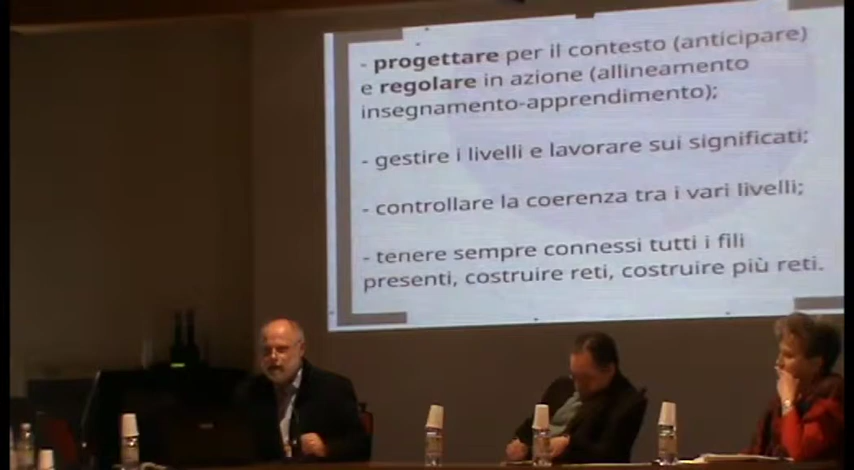 - progettare per il contesto (anticipare)
e regolare in azione (allineamento
insegnamento-apprendimento);
- gestire i livelli e lavorare sui significati;
- controllare la coerenza tra i vari livelli;
- tenere sempre connessi tutti i fili
presenti, costruire reti, costruire più reti.